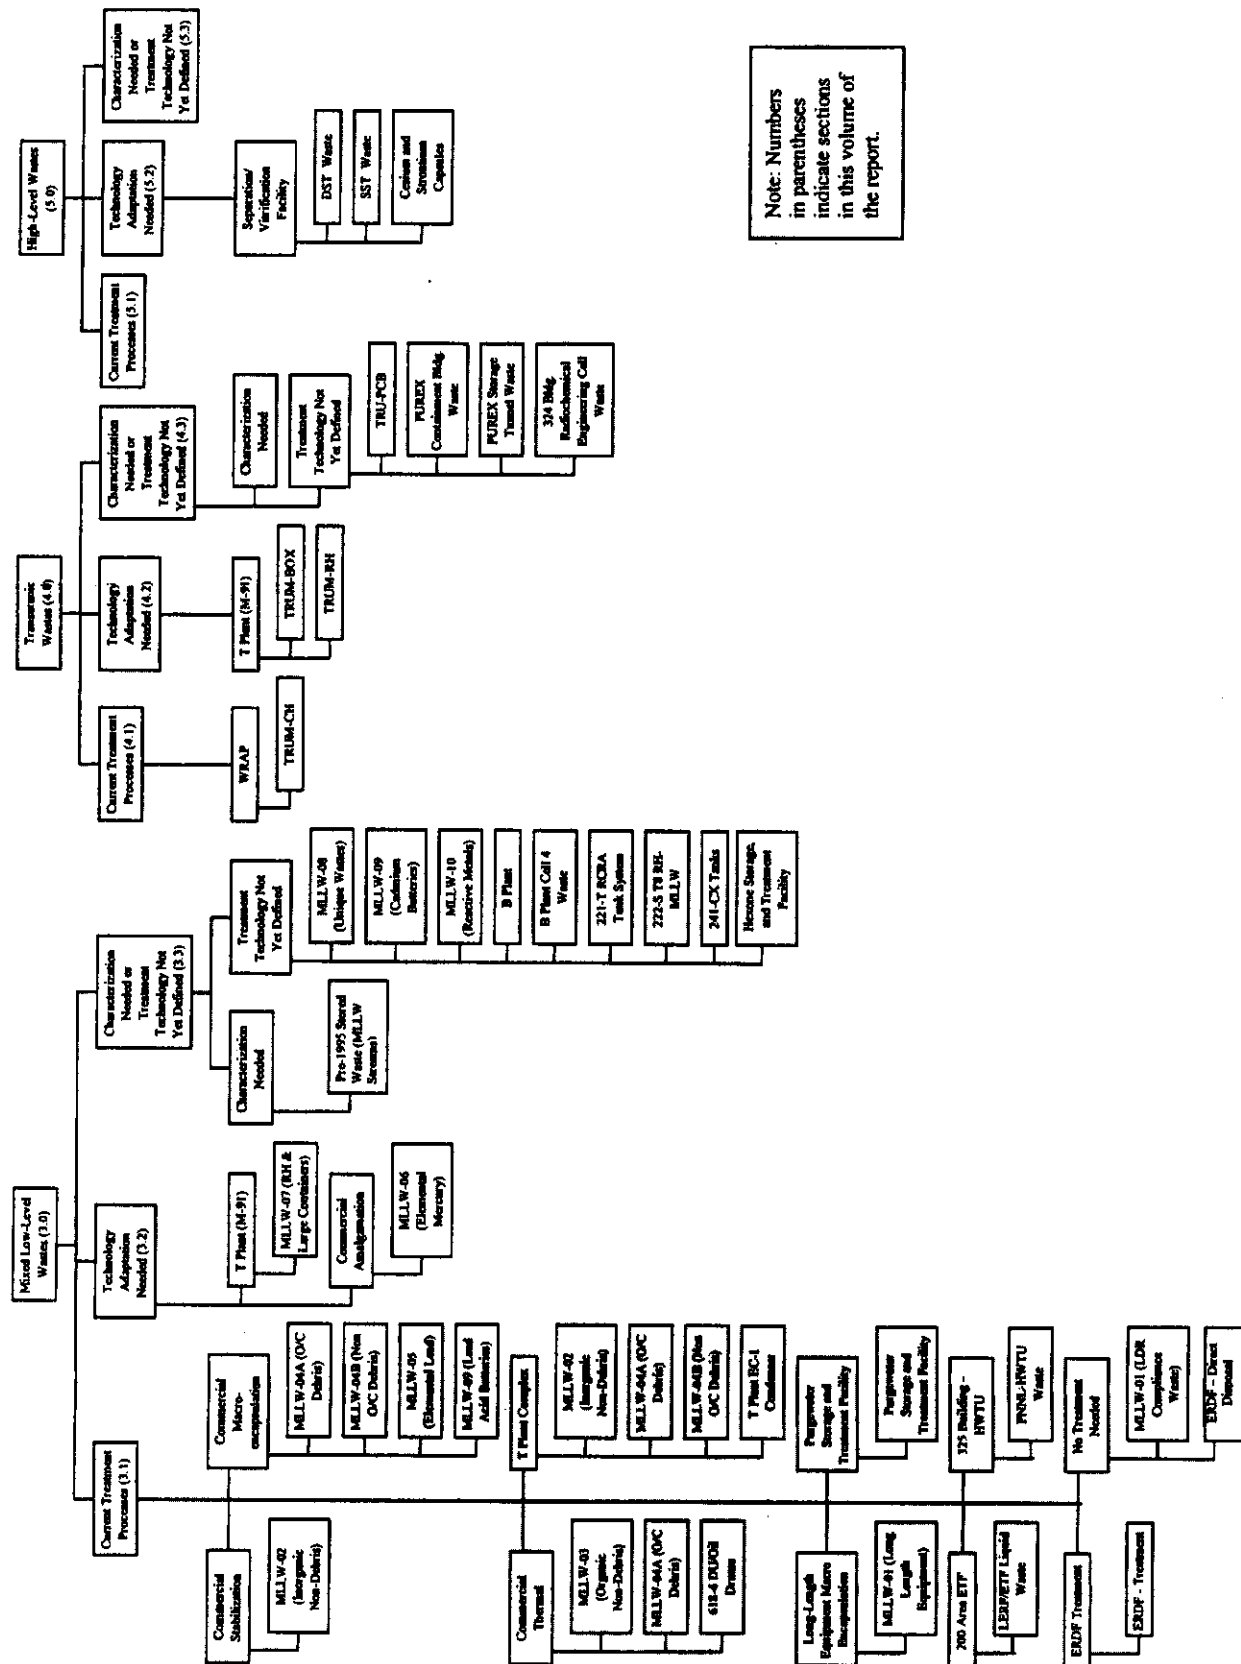 Mixed Low-Level
Wastes (3.0)
Current Treatment
Processes (3.1)
Commercial
Stabilization
MLLW-02
(Inorganic
Non-Debris)
Commercial
Macro-
encapsulation
MLLW-04A (O/C
Debris)
MLLW-04B (Non
O/C Debris)
MLLW-05
(Elemental Lead)
MLLW-09 (Lead
Acid Batteries)
Commercial
Thermal
MLLW-03
(Organic
Non-Debris)
MLLW-04A (O/C
Debris)
618-4 DU/Oil
Drums
T Plant Complex
MLLW-02
(Inorganic
Non-Debris)
MLLW-04A (O/C
Debris)
MLLW-04B (Non
O/C Debris)
T Plant EC-1
Condenser
Long-Length
Equipment Macro
Encapsulation
MLLW-01 (Long
Length
Equipment)
Purgewater
Storage and
Treatment Facility
Purgewater
Storage and
Treatment Facility
200 Area ETF
LERF/ETF Liquid
Waste
325 Building –
HWTU
PNNL-HWTU
Waste
ERDF Treatment
ERDF - Treatment
No Treatment
Needed
MLLW-01 (LDR
Compliance
Waste)
ERDF – Direct
Disposal
Technology
Adaptation
Needed (3.2)
T Plant (M-91)
MLLW-07 (RH &
Large Containers)
Commercial
Amalgamation
MLLW-06
(Elemental
Mercury)
Characterization
Needed or
Treatment
Technology Not
Yet Defined (3.3)
Characterization
Needed
Pre-1995 Stored
Waste (MLLW
Streams)
Treatment
Technology Not
Yet Defined
MLLW-08
(Unique Wastes)
MLLW-09
(Cadmium
Batteries)
MLLW-10
(Reactive Metals)
B Plant
B Plant Cell 4
Waste
221-T RCRA
Tank System
222-S T8 RH-
MLLW
241-CX Tanks
Hexone Storage,
and Treatment
Facility
Transuranic
Wastes (4.0)
Current Treatment
Processes (4.1)
WRAP
TRUM-CH
Technology
Adaptation
Needed (4.2)
T Plant (M-91)
TRUM-BOX
TRUM-RH
Characterization
Needed or
Treatment
Technology Not
Yet Defined (4.3)
Characterization
Needed
Treatment
Technology Not
Yet Defined
TRU-PCB
PUREX
Containment Bldg.
Waste
PUREX Storage
Tunnel Waste
324 Bldg.
Radiochemical
Engineering Cell
Waste
High-Level Wastes
(5.0)
Current Treatment
Processes (5.1)
Technology
Adaptation
Needed (5.2)
Separation/
Vitrification
Facility
DST Waste
SST Waste
Cesium and
Strontium
Capsules
Characterization
Needed or
Treatment
Technology Not
Yet Defined (5.3)
Note: Numbers
in parentheses
indicate sections
in this volume of
the report.